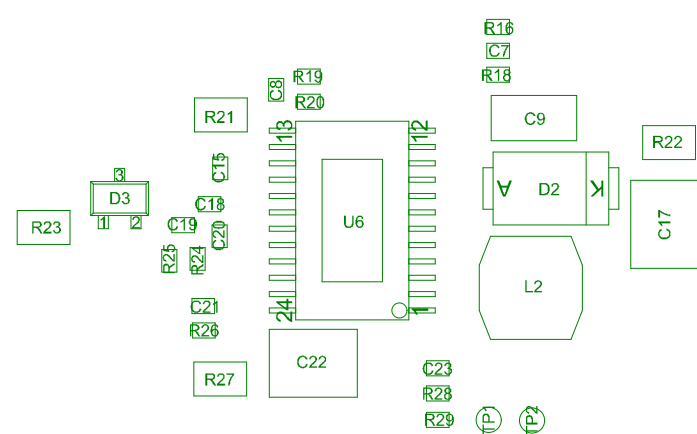 R16
C7
R19
R18
C8
R20
C9
R21
13
12
R22
C15
3
D3
A
D2
K
C18
1
2
C19
U6
C17
R23
C20
R25
R24
L2
C21
24
1
R26
C22
C23
R27
R28
R29
TP1
TP2